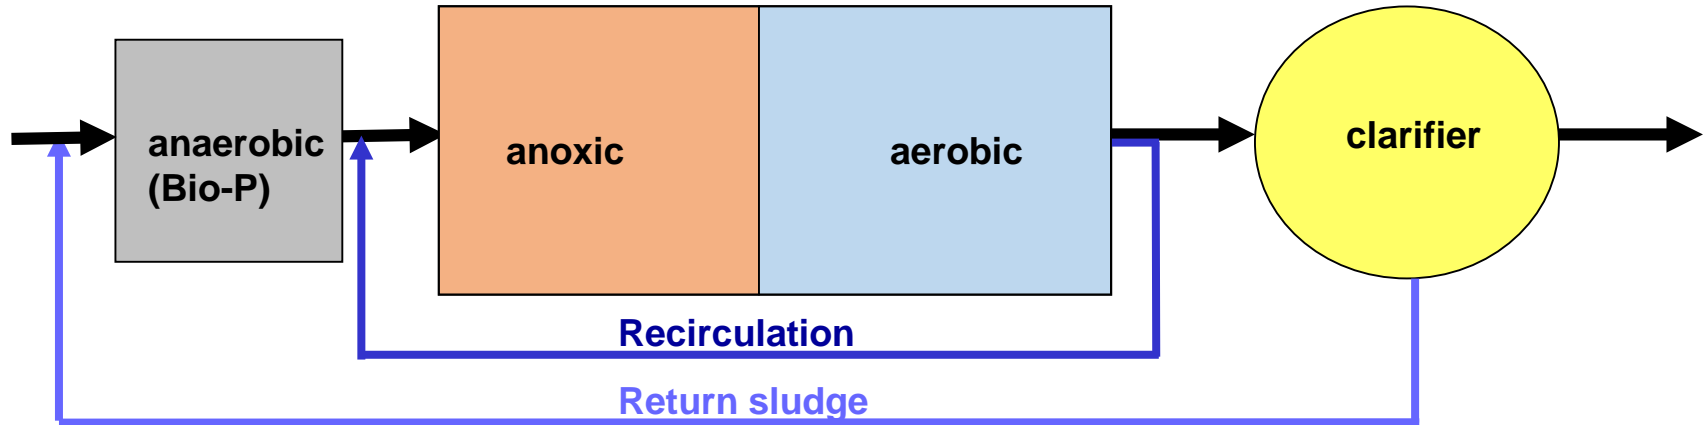 anaerobic
(Bio-P)
anoxic
aerobic
clarifier
Recirculation
Return sludge